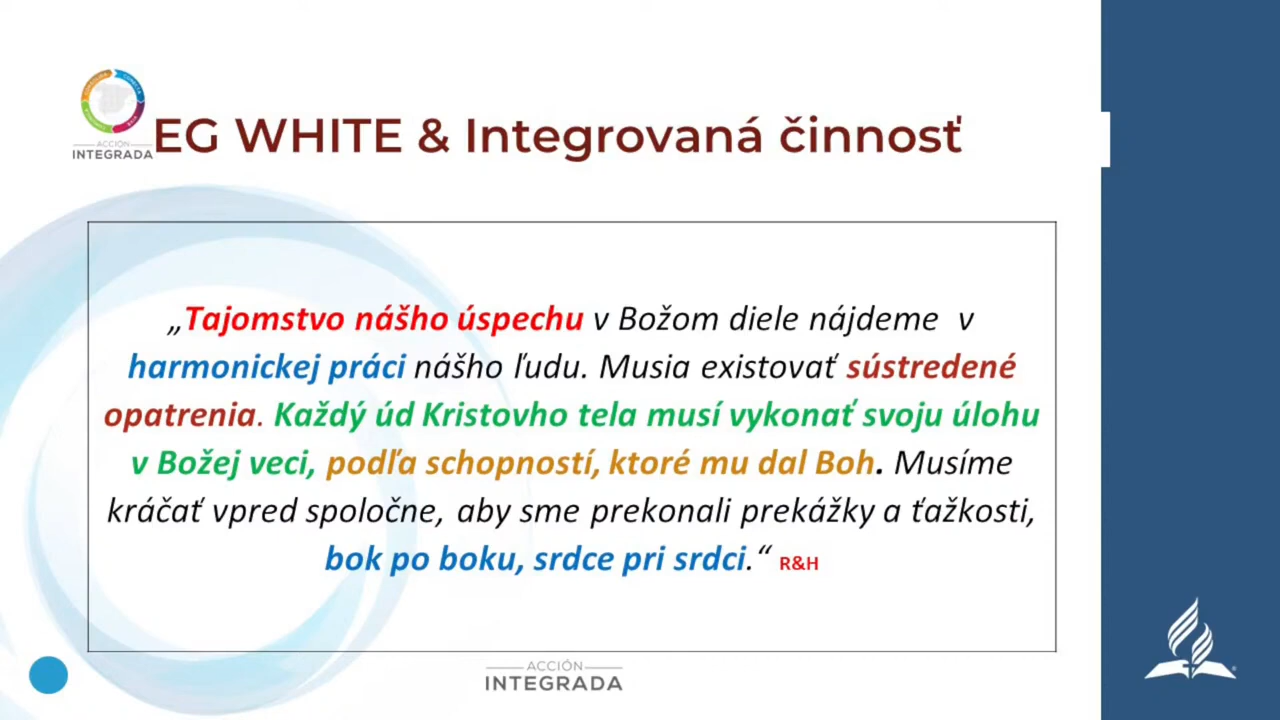 ACCIÓN
INTEGRADA
EG WHITE & Integrovaná činnosť
„Tajomstvo nášho úspechu v Božom diele nájdeme v
harmonickej práci nášho ľudu. Musia existovať sústredené
opatrenia. Každý úd Kristovho tela musí vykonať svoju úlohu
v Božej veci, podľa schopností, ktoré mu dal Boh. Musíme
kráčať vpred spoločne, aby sme prekonali prekážky a ťažkosti,
bok po boku, srdce pri srdci.“ R&H
ACCIÓN
INTEGRADA